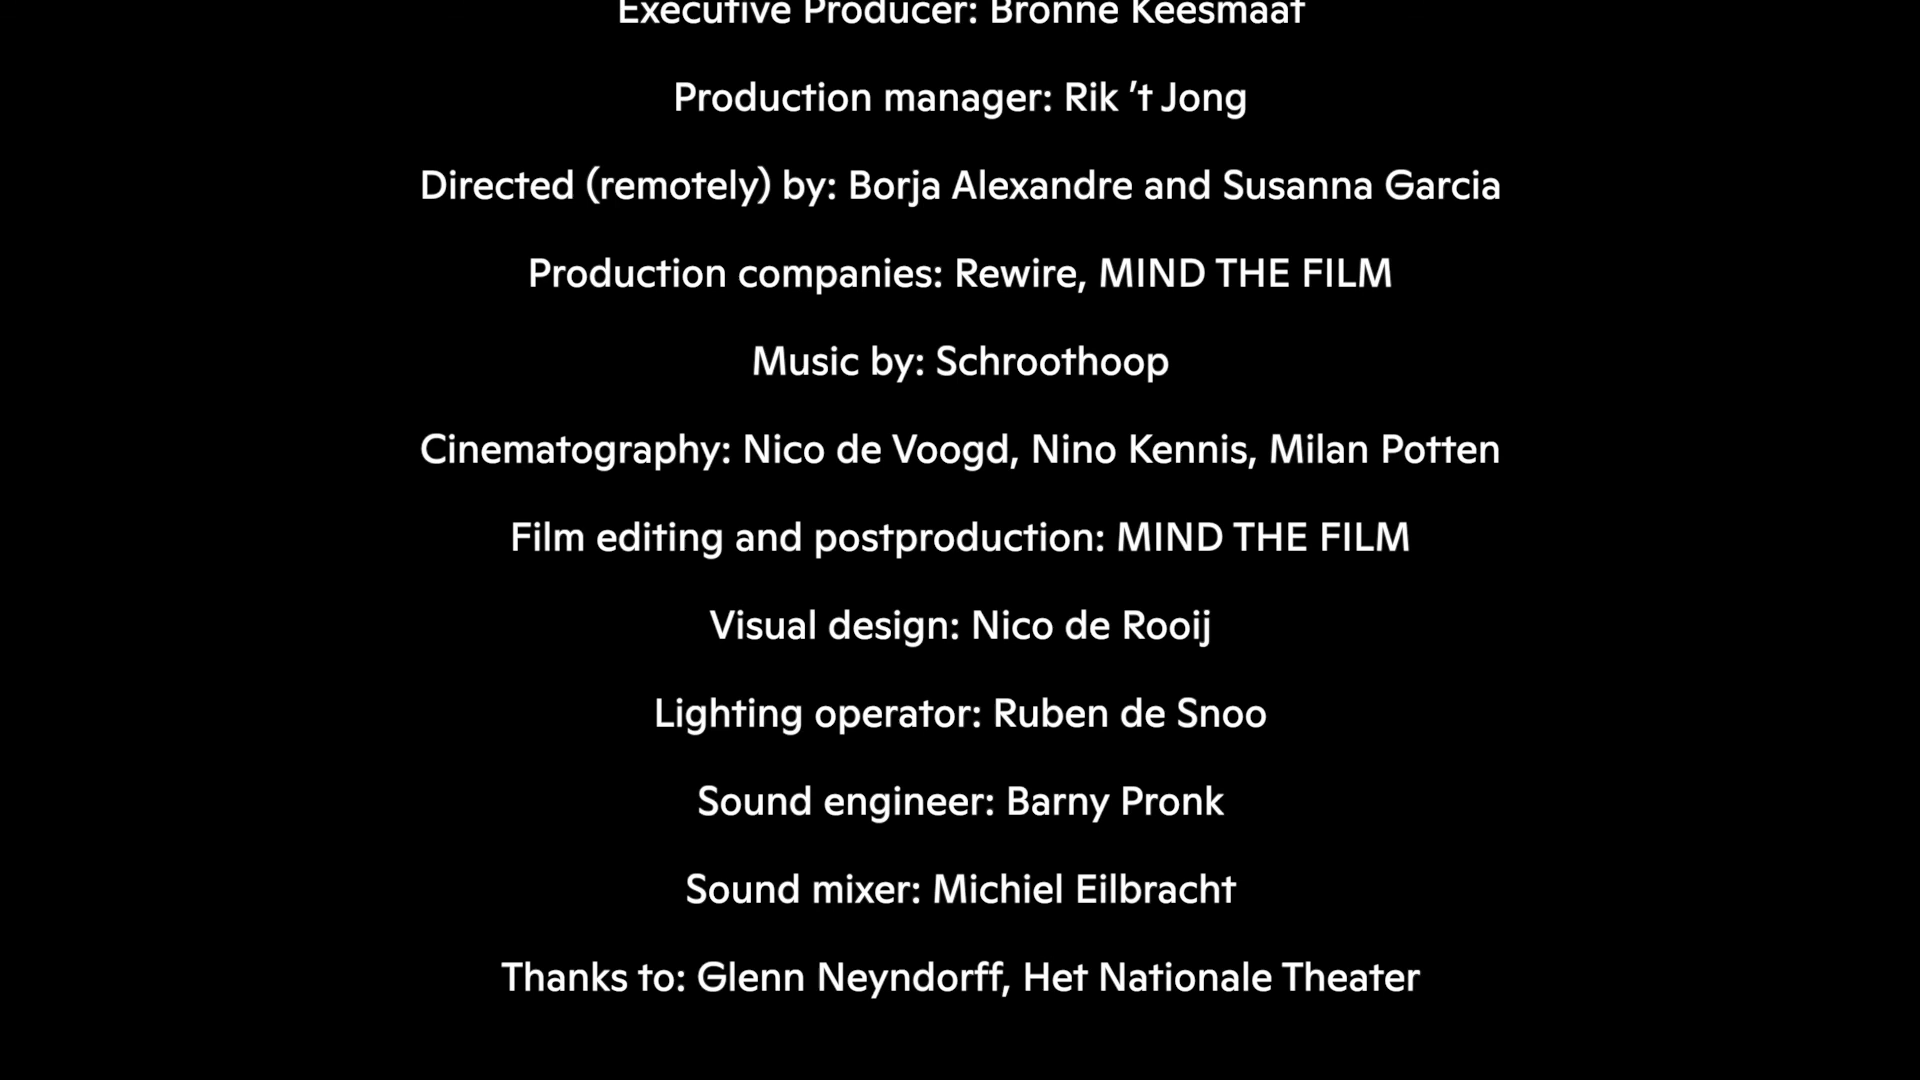 Executive Producer: Bronne Keesmaat
Production manager: Rik ’t Jong
Directed (remotely) by: Borja Alexandre and Susanna Garcia
Production companies: Rewire, MIND THE FILM
Music by: Schroothoop
Cinematography: Nico de Voogd, Nino Kennis, Milan Potten
Film editing and postproduction: MIND THE FILM
Visual design: Nico de Rooij
Lighting operator: Ruben de Snoo
Sound engineer: Barny Pronk
Sound mixer: Michiel Eilbracht
Thanks to: Glenn Neyndorff, Het Nationale Theater